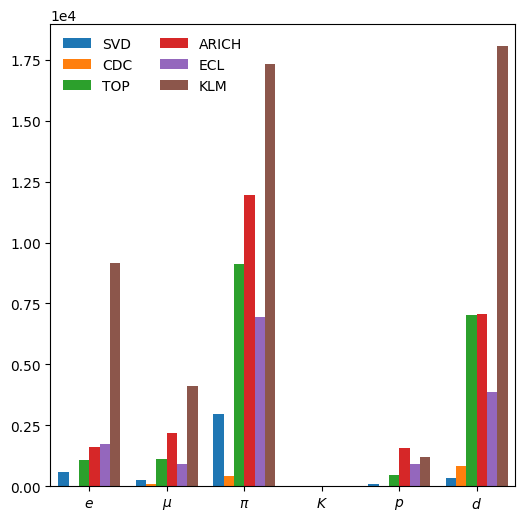 1e4
SVD ARICH
CDC ECL
TOP KLM
1.75
1.50
1.25
1.00
0.75
0.50
0.25
0.00
e μ π K p d